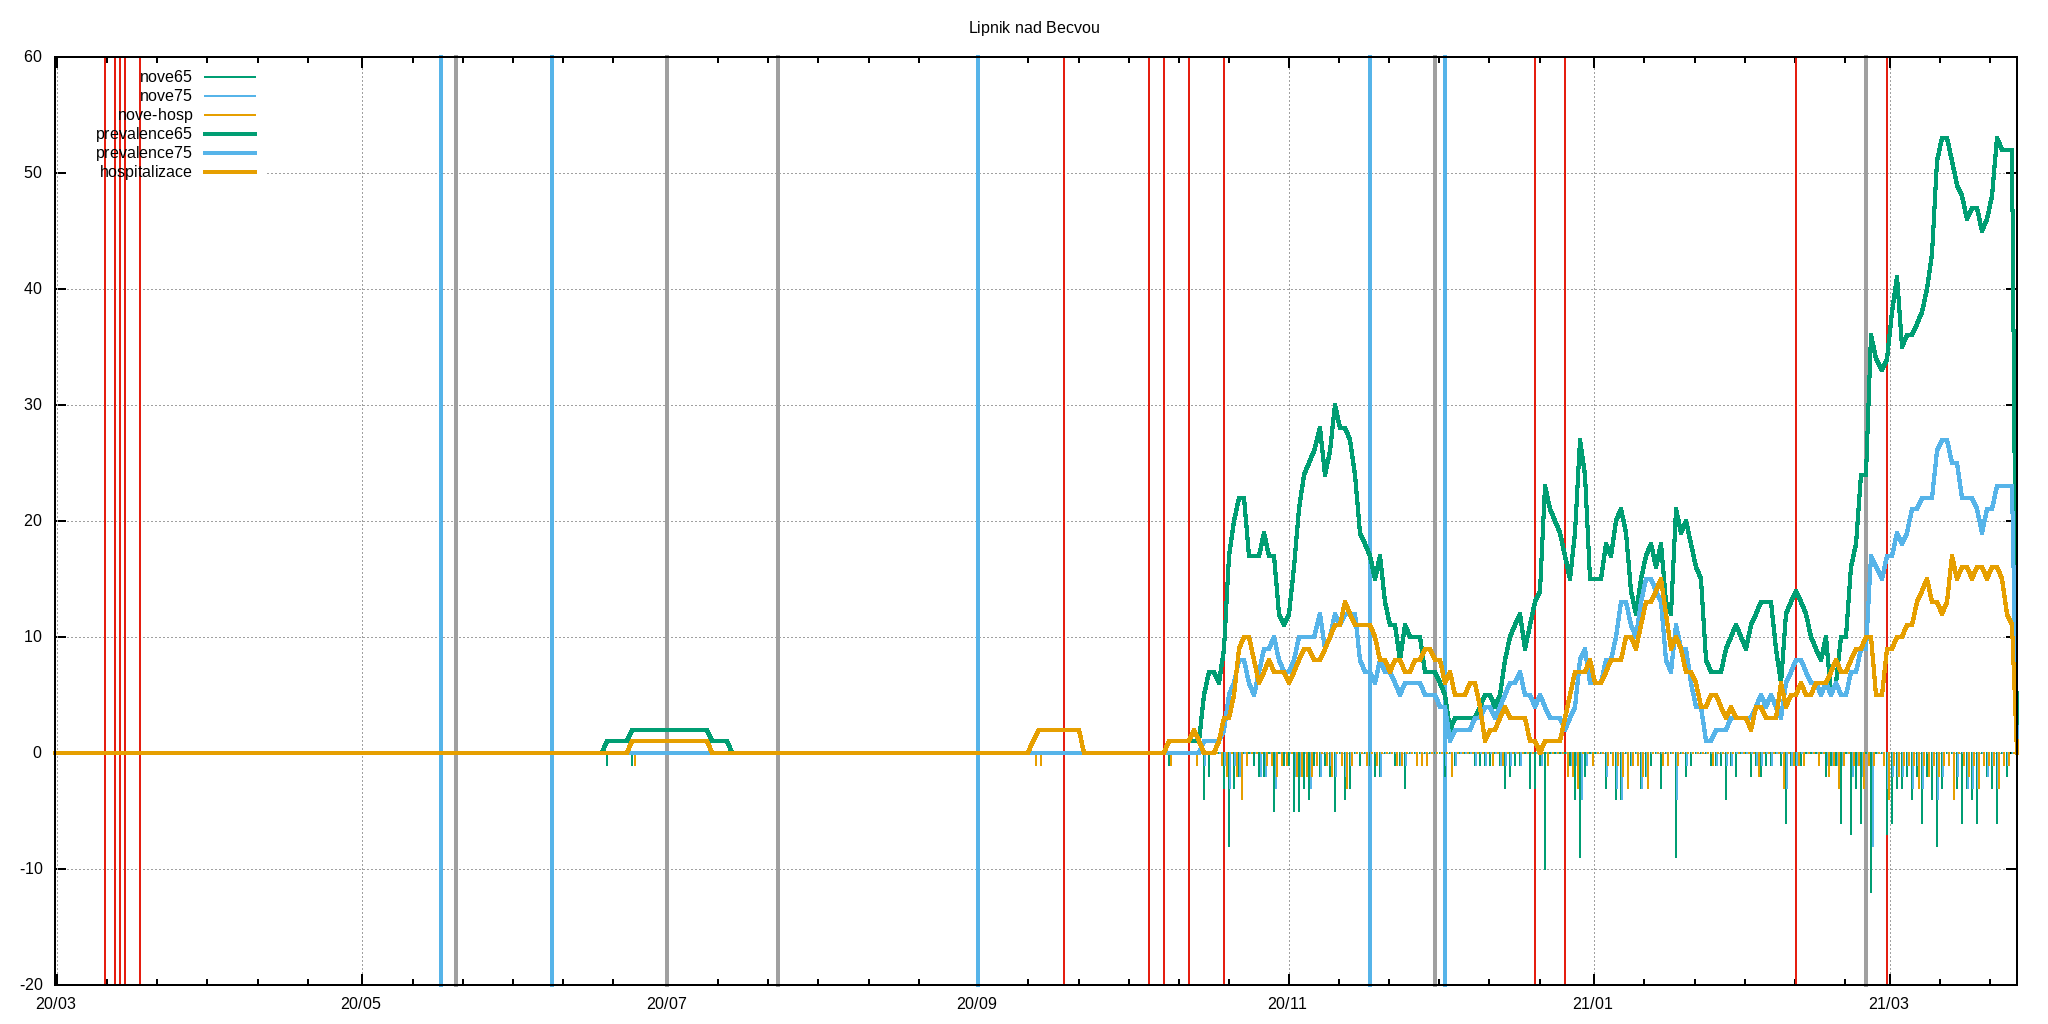 Lipnik nad Becvou
60
50
40
30
20
10
0
-10
-20
nove65
nove75
nove-hosp
prevalence65
prevalence75
hospitalizace
20/03 20/05 20/07 20/09 20/11 21/01 21/03